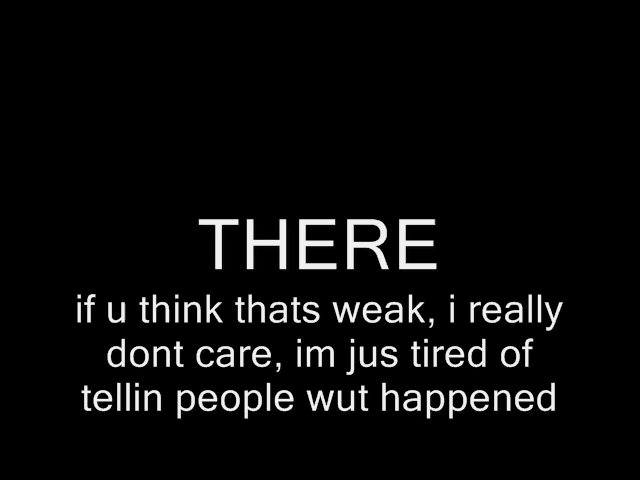 THERE
if u think thats weak, i really
dont care, im jus tired of
tellin people wut happened